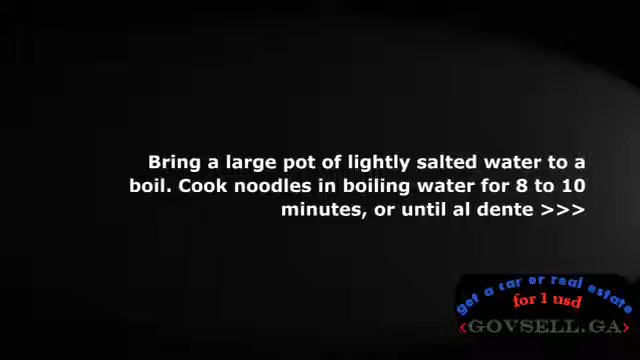 Bring a large pot of lightly salted water to a
boil. Cook noodles in boiling water for 8 to 10
minutes, or until al dente >>>
get a car or real estate
for 1 usd
<GOVSELL.GA>